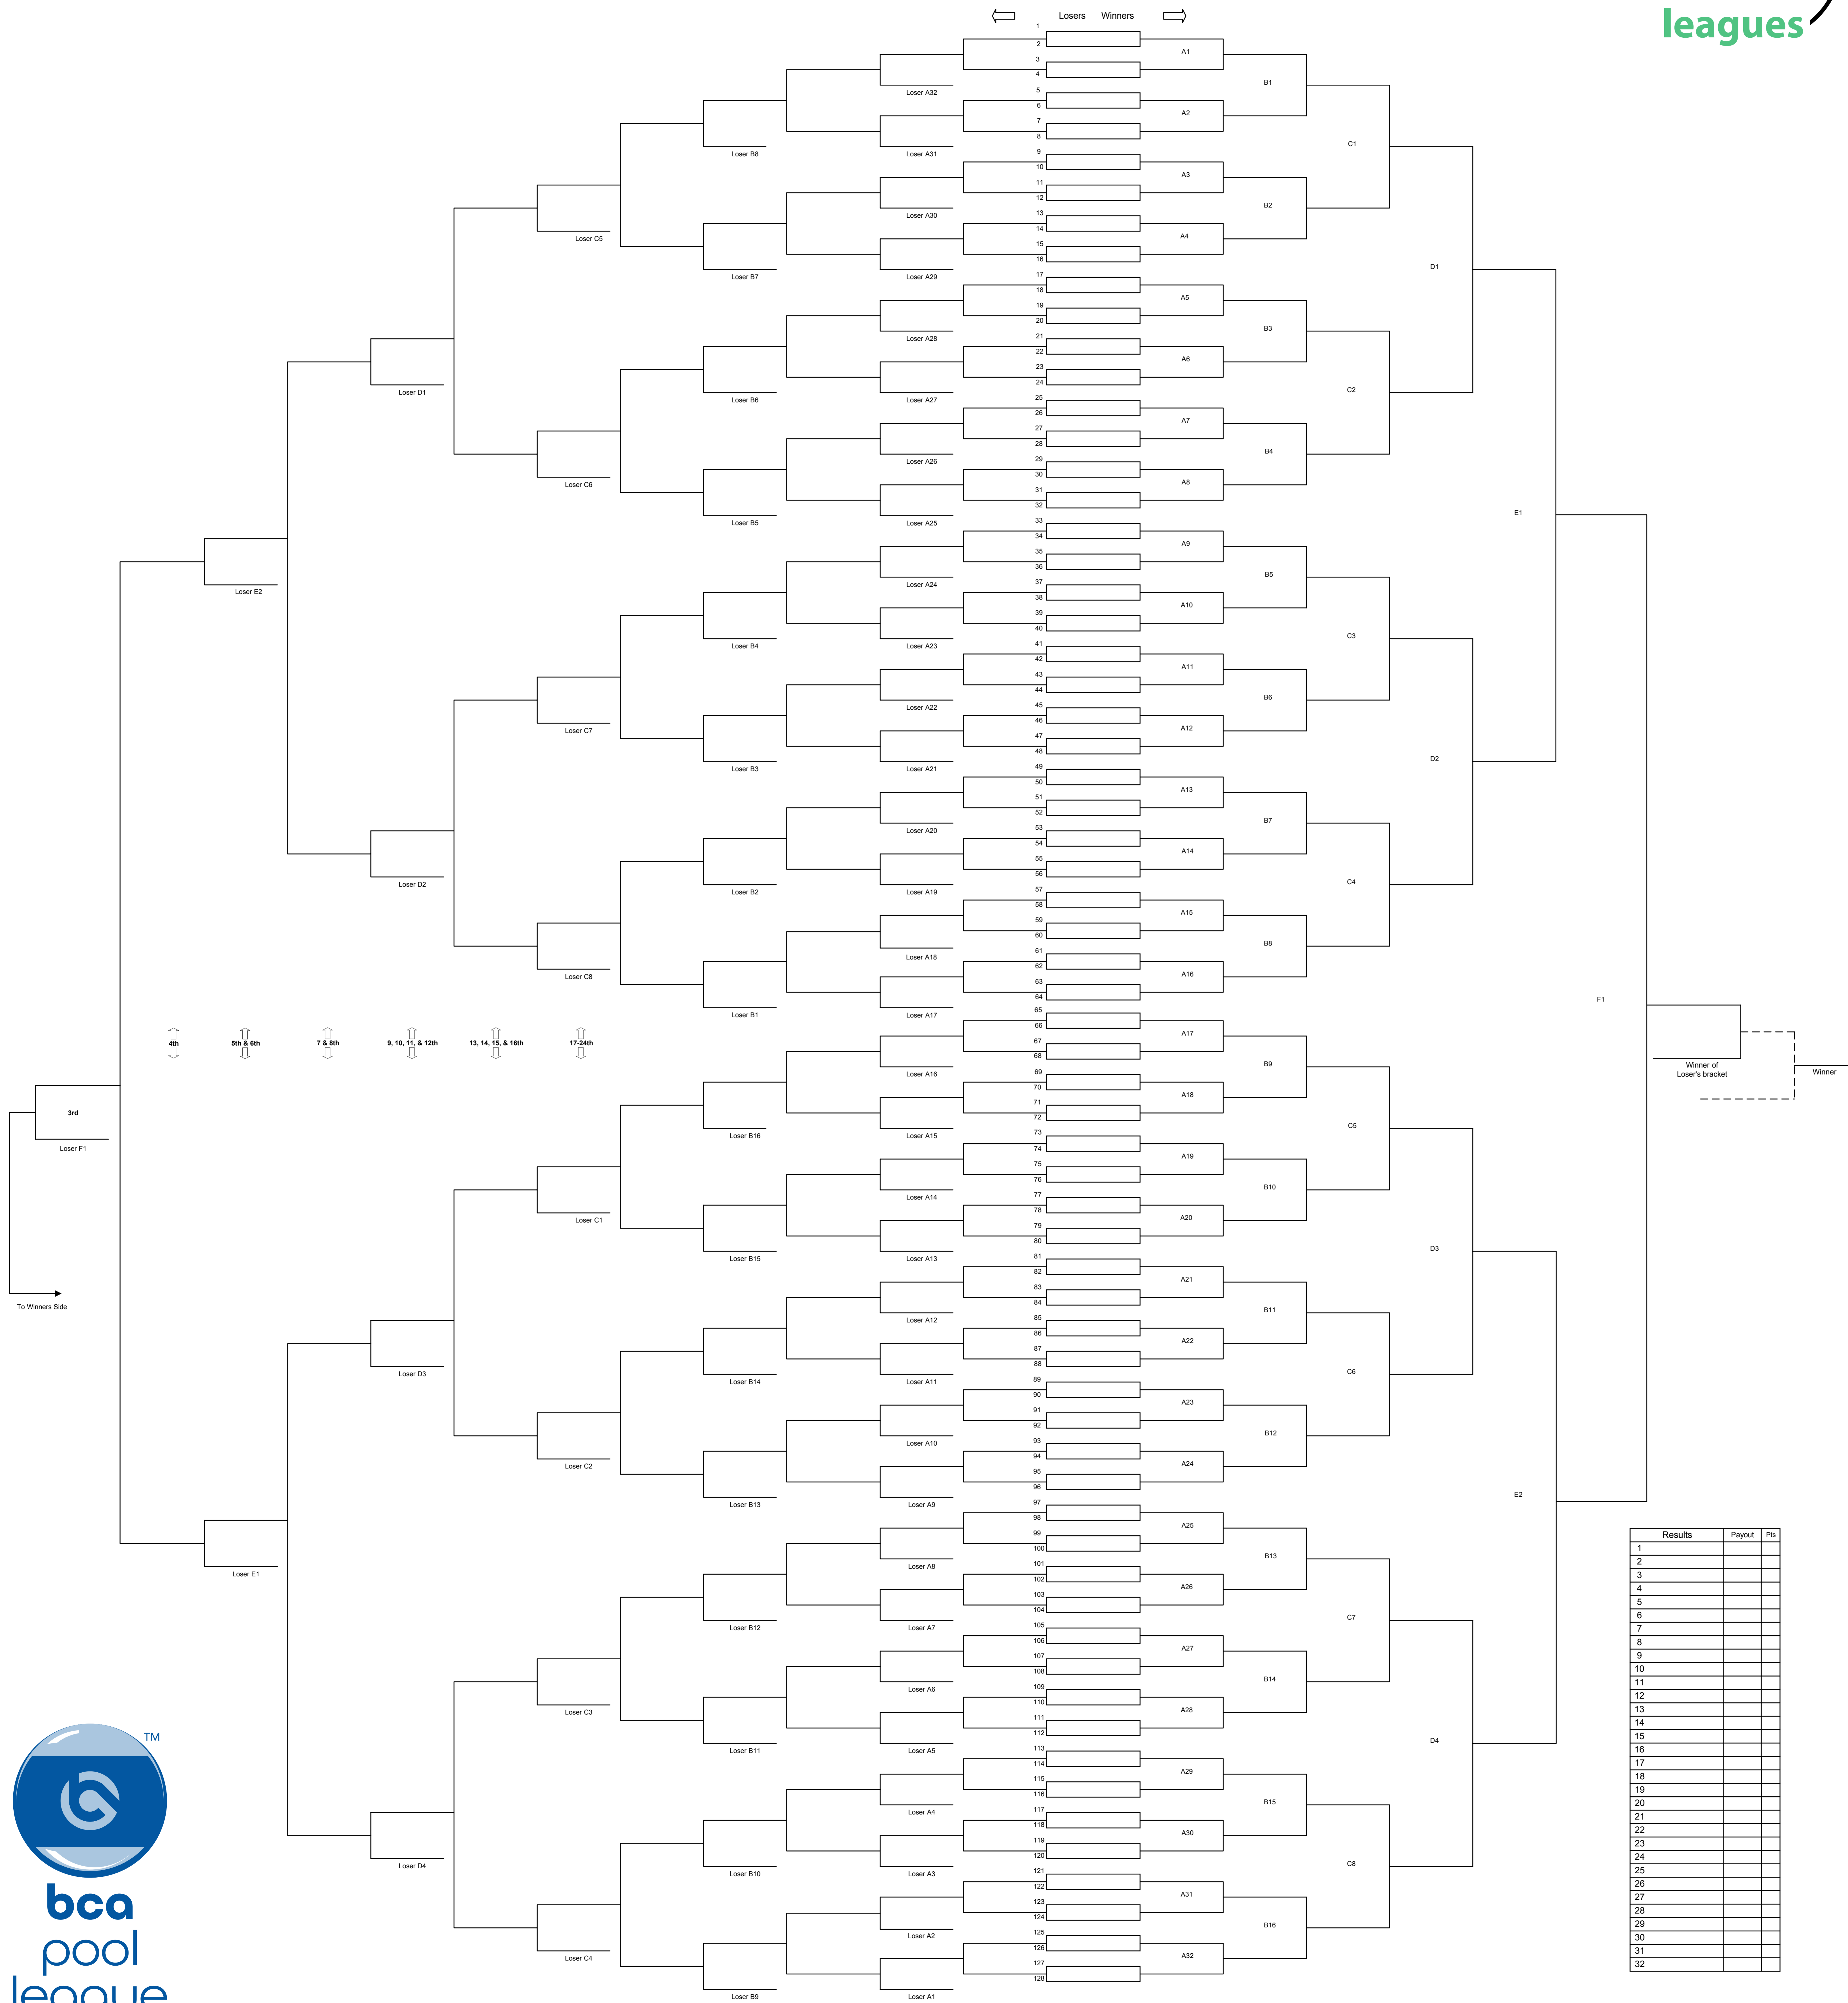 leagues
Losers Winners
1
2
3
4
5
6
7
8
9
10
11
12
13
14
15
16
17
18
19
20
21
22
23
24
25
26
27
28
29
30
31
32
33
34
35
36
37
38
39
40
41
42
43
44
45
46
47
48
49
50
51
52
53
54
55
56
57
58
59
60
61
62
63
64
65
66
67
68
69
70
71
72
73
74
75
76
77
78
79
80
81
82
83
84
85
86
87
88
89
90
91
92
93
94
95
96
97
98
99
100
101
102
103
104
105
106
107
108
109
110
111
112
113
114
115
116
117
118
119
120
121
122
123
124
125
126
127
128
A1
A2
A3
A4
A5
A6
A7
A8
A9
A10
A11
A12
A13
A14
A15
A16
A17
A18
A19
A20
A21
A22
A23
A24
A25
A26
A27
A28
A29
A30
A31
A32
B1
B2
B3
B4
B5
B6
B7
B8
B9
B10
B11
B12
B13
B14
B15
B16
C1
C2
C3
C4
C5
C6
C7
C8
D1
D2
D3
D4
E1
E2
F1
Winner of
Loser's bracket
Winner
Loser A32
Loser A31
Loser A30
Loser A29
Loser A28
Loser A27
Loser A26
Loser A25
Loser A24
Loser A23
Loser A22
Loser A21
Loser A20
Loser A19
Loser A18
Loser A17
Loser A16
Loser A15
Loser A14
Loser A13
Loser A12
Loser A11
Loser A10
Loser A9
Loser A8
Loser A7
Loser A6
Loser A5
Loser A4
Loser A3
Loser A2
Loser A1
Loser B8
Loser B7
Loser B6
Loser B5
Loser B4
Loser B3
Loser B2
Loser B1
Loser B16
Loser B15
Loser B14
Loser B13
Loser B12
Loser B11
Loser B10
Loser B9
Loser C5
Loser C6
Loser C7
Loser C8
Loser C1
Loser C2
Loser C3
Loser C4
Loser D1
Loser D2
Loser D3
Loser D4
Loser E2
Loser E1
4th
5th & 6th
7 & 8th
9, 10, 11, & 12th
13, 14, 15, & 16th
17-24th
3rd
Loser F1
To Winners Side
Results Payout Pts
1
2
3
4
5
6
7
8
9
10
11
12
13
14
15
16
17
18
19
20
21
22
23
24
25
26
27
28
29
30
31
32
TM
bca
pool
league